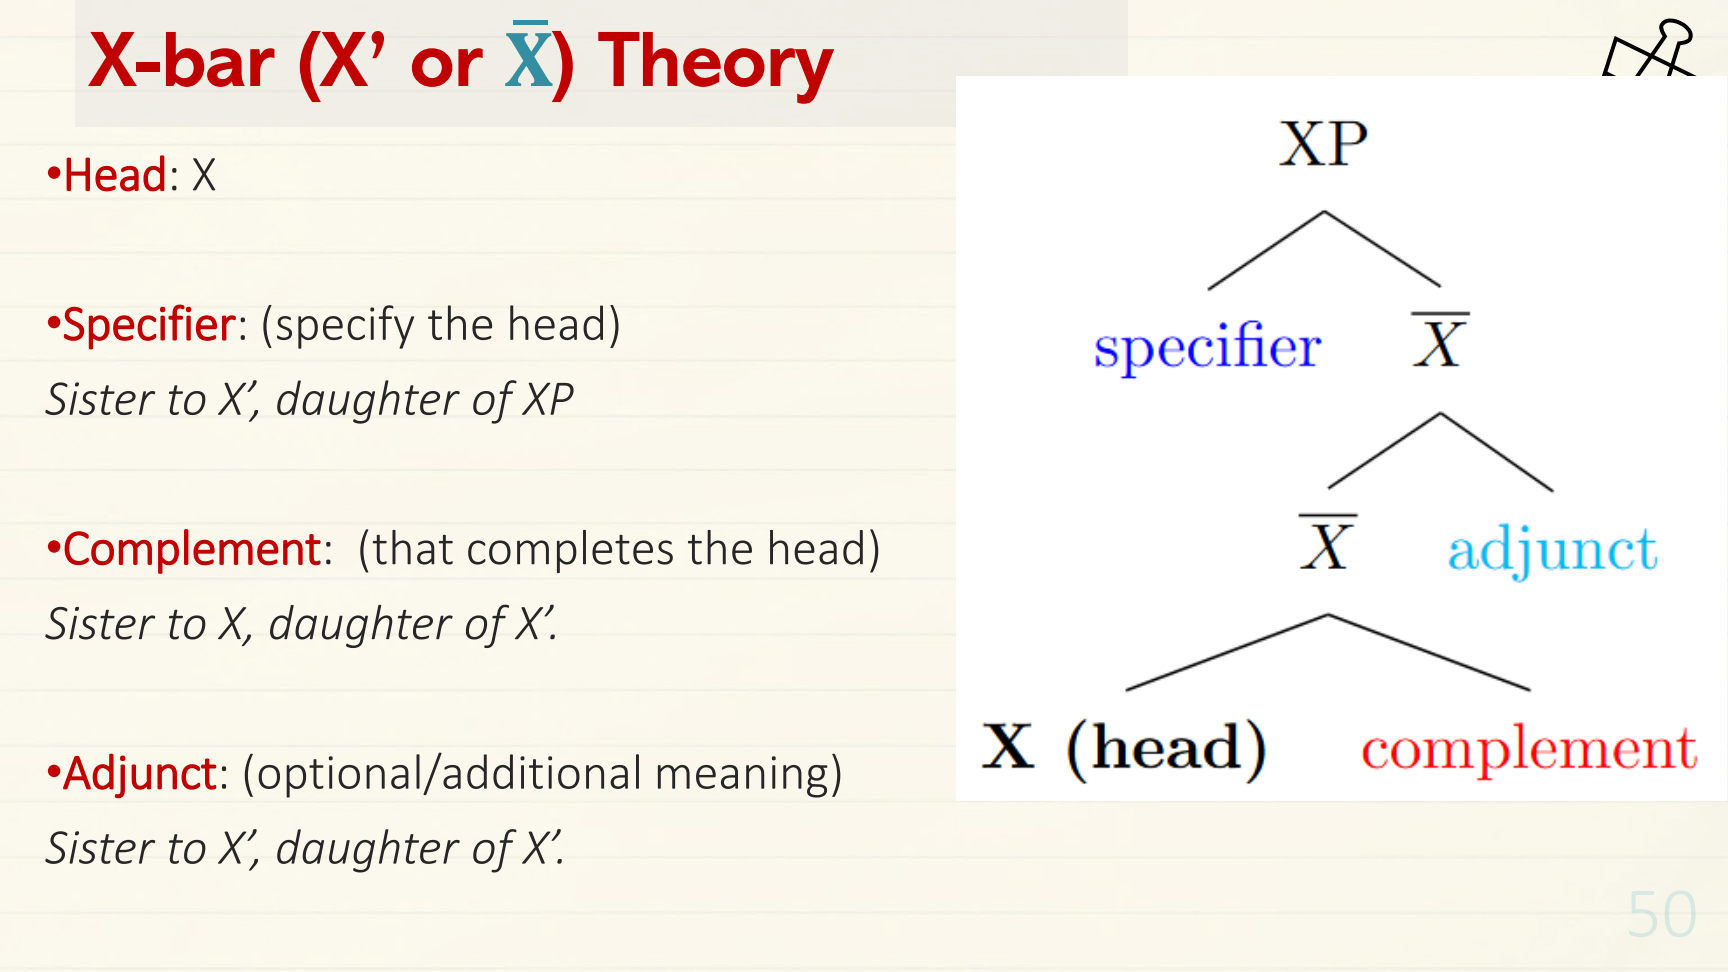 X-bar (X’ or X̅) Theory
•Head: X
•Specifier: (specify the head)
Sister to X’, daughter of XP
•Complement:  (that completes the head)
Sister to X, daughter of X’.
•Adjunct: (optional/additional meaning)
Sister to X’, daughter of X’.
XP
specifier X̅
X̅ adjunct
X (head) complement
50